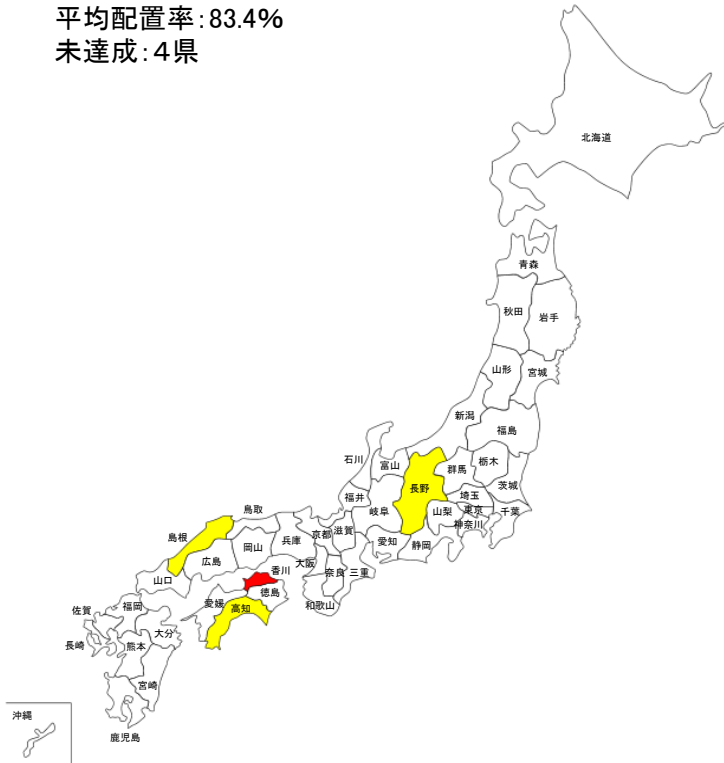 平均配置率：83.4%
未達成：４県
北海道
青森
秋田
岩手
山形
宮城
新潟
福島
石川
富山
長野
群馬
栃木
茨城
福井
岐阜
山梨
埼玉
東京
神奈川
千葉
鳥取
島根
岡山
兵庫
京都
滋賀
愛知
静岡
広島
大阪
奈良
三重
山口
香川
徳島
愛媛
高知
和歌山
佐賀
福岡
長崎
大分
熊本
宮崎
沖縄
鹿児島